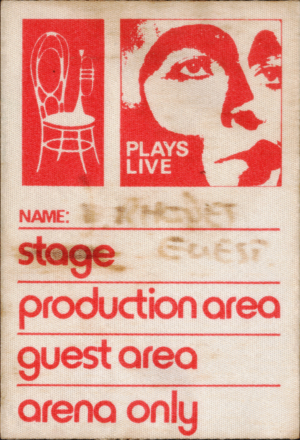 PLAYS
LIVE
NAME:
stage GUEST
production area
guest area
arena only